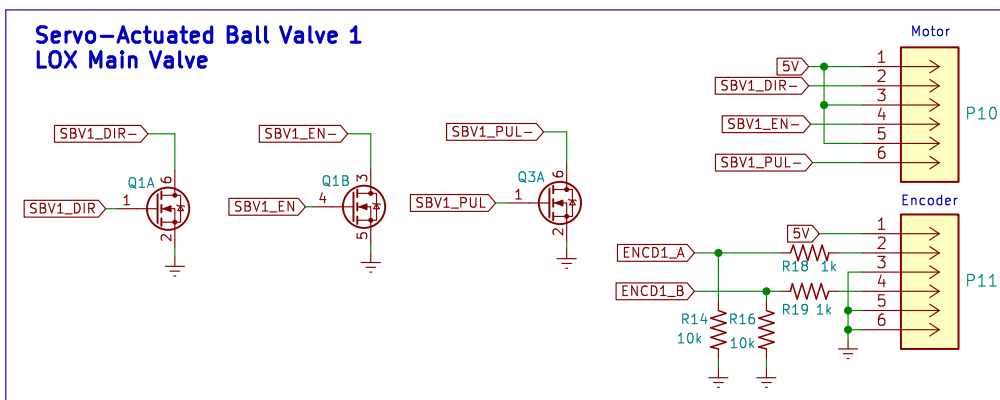 Servo-Actuated Ball Valve 1
LOX Main Valve
SBV1_DIR-
Q1A
6
SBV1_DIR
1
2
SBV1_EN-
Q1B
3
SBV1_EN
4
5
SBV1_PUL-
Q3A
6
SBV1_PUL
1
2
Motor
5V
1
SBV1_DIR-
2
3
P10
SBV1_EN-
4
5
SBV1_PUL-
6
Encoder
5V
1
ENCD1_A
R18 1k
2
3
P11
ENCD1_B
R19 1k
4
5
6
R14
10k
R16
10k